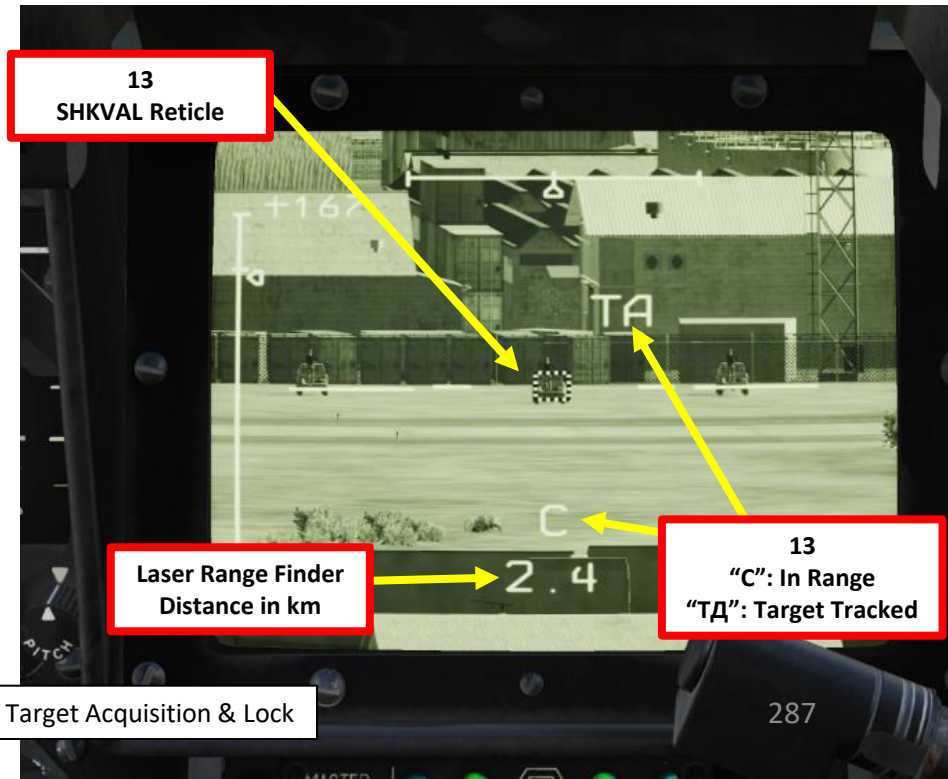 13
SHKVAL Reticle
+167
TA
C
Laser Range Finder
Distance in km
2.4
13
“C”: In Range
“ТД”: Target Tracked
PITCH
Target Acquisition & Lock
287
MASTER